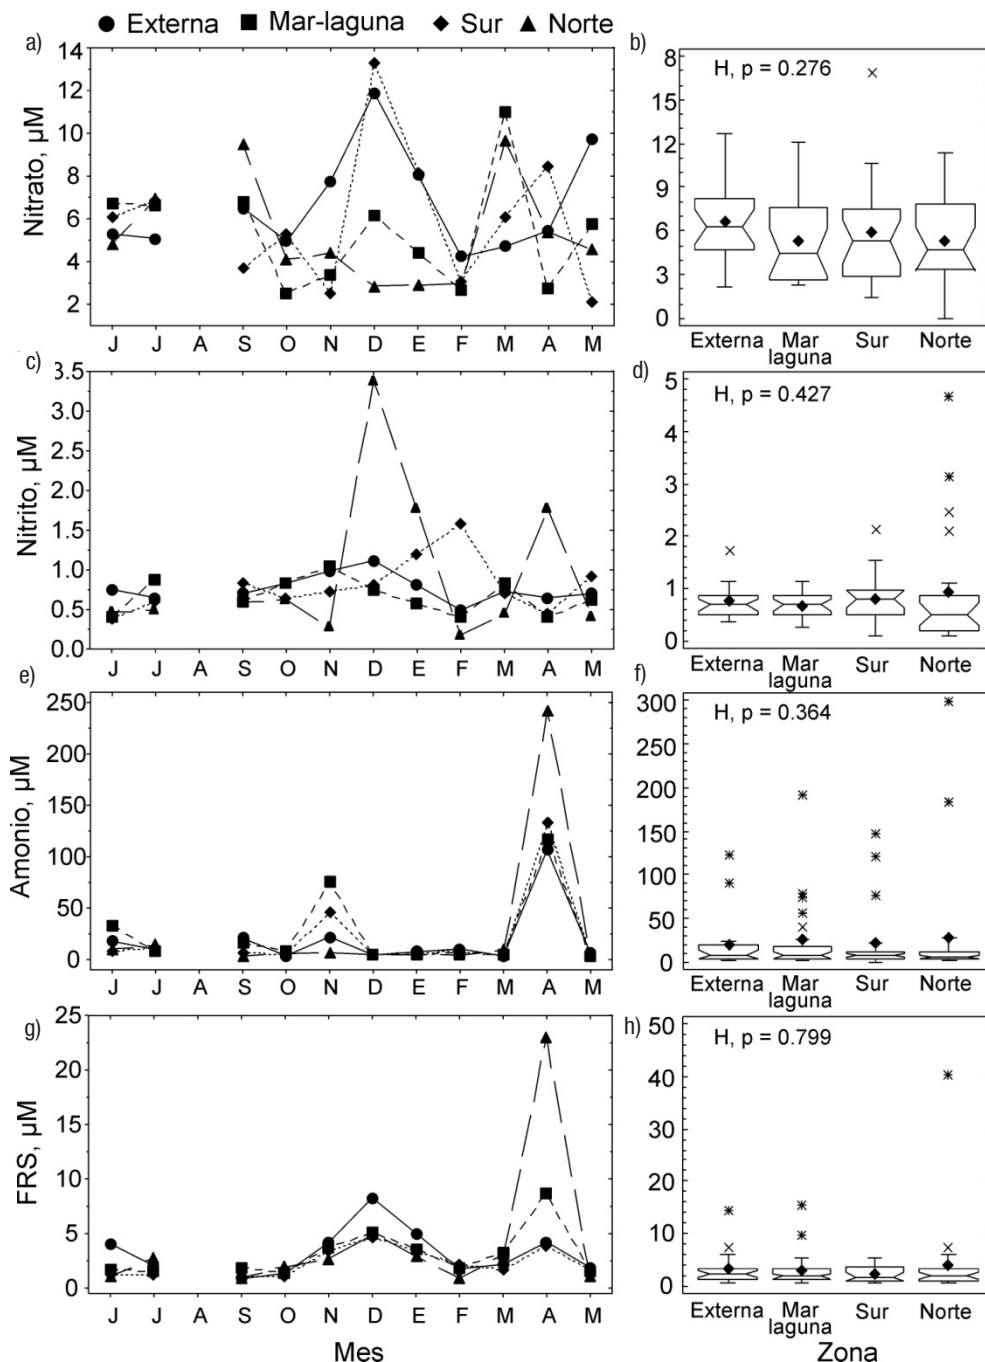 Externa Mar-laguna Sur Norte
a)
14
12
10
8
6
4
2
Nitrato, µM
J J A S O N D E F M A M
b)
H, p = 0.276
8
15
12
9
6
3
0
Externa Mar Sur Norte
laguna
c)
3.5
3.0
2.5
2.0
1.5
1.0
0.5
0.0
Nitrito, µM
J J A S O N D E F M A M
d)
H, p = 0.427
5
4
3
2
1
0
Externa Mar Sur Norte
laguna
e)
250
200
150
100
50
0
Amonio, µM
J J A S O N D E F M A M
f)
H, p = 0.364
300
250
200
150
100
50
0
Externa Mar Sur Norte
laguna
g)
25
20
15
10
5
0
FRS, µM
J J A S O N D E F M A M
Mes
h)
H, p = 0.799
50
40
30
20
10
0
Externa Mar Sur Norte
laguna
Zona